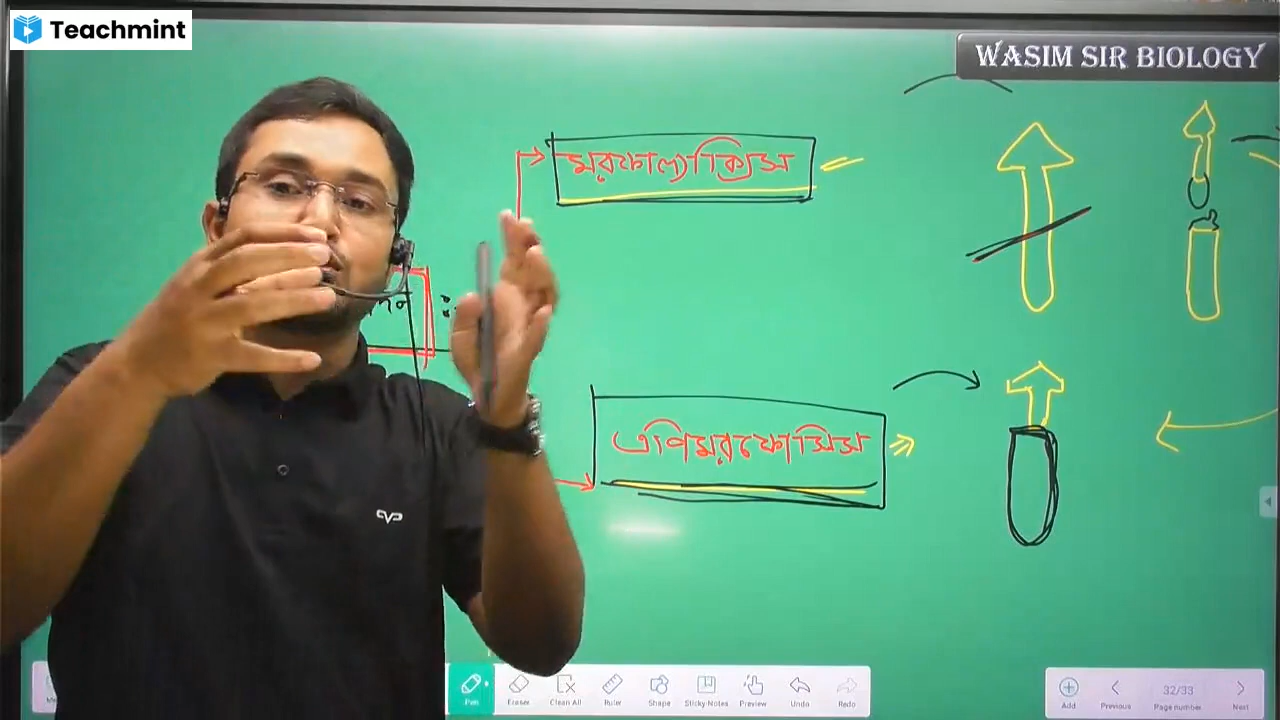 Teachmint
WASIM SIR BIOLOGY
মরফাল্যাক্সিস
এপিমরফোসিস
Pen
Eraser
Clean All
Ruler
Shape
Sticky-Notes
Preview
Undo
Redo
Add
Previous
32/33
Page number
Next